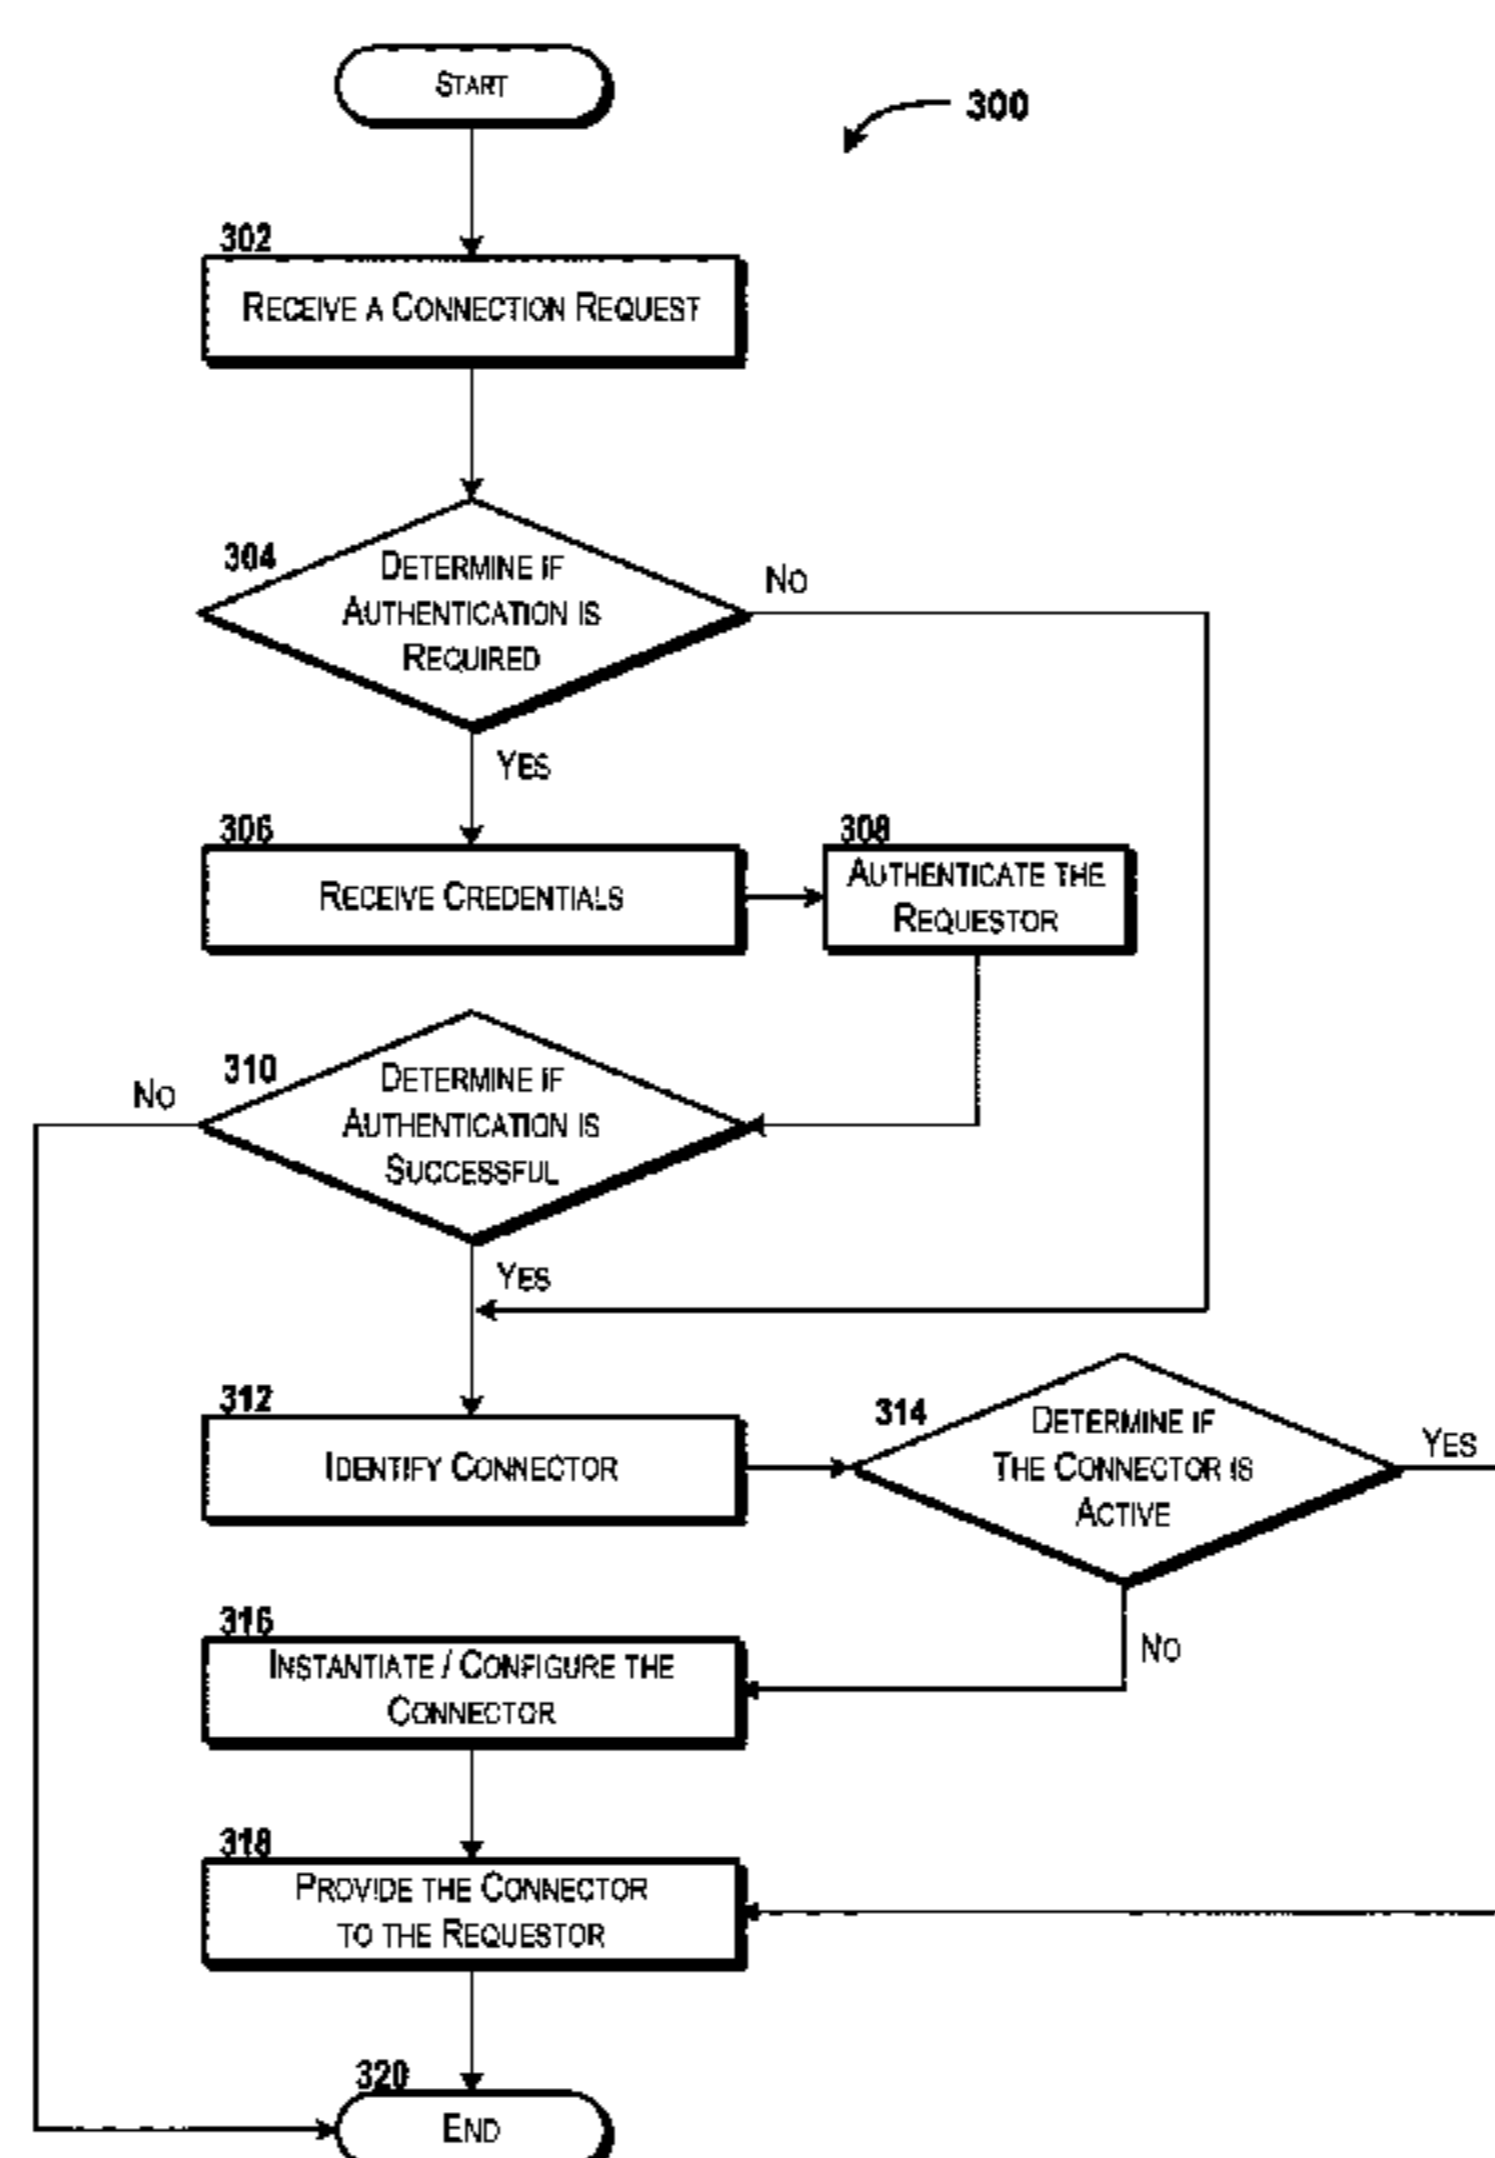 START
300
302
RECEIVE A CONNECTION REQUEST
304
DETERMINE IF
AUTHENTICATION IS
REQUIRED
NO
YES
306
RECEIVE CREDENTIALS
308
AUTHENTICATE THE
REQUESTOR
310
DETERMINE IF
AUTHENTICATION IS
SUCCESSFUL
NO
YES
312
IDENTIFY CONNECTOR
314
DETERMINE IF
THE CONNECTOR IS
ACTIVE
YES
NO
316
INSTANTIATE / CONFIGURE THE
CONNECTOR
318
PROVIDE THE CONNECTOR
TO THE REQUESTOR
320
END